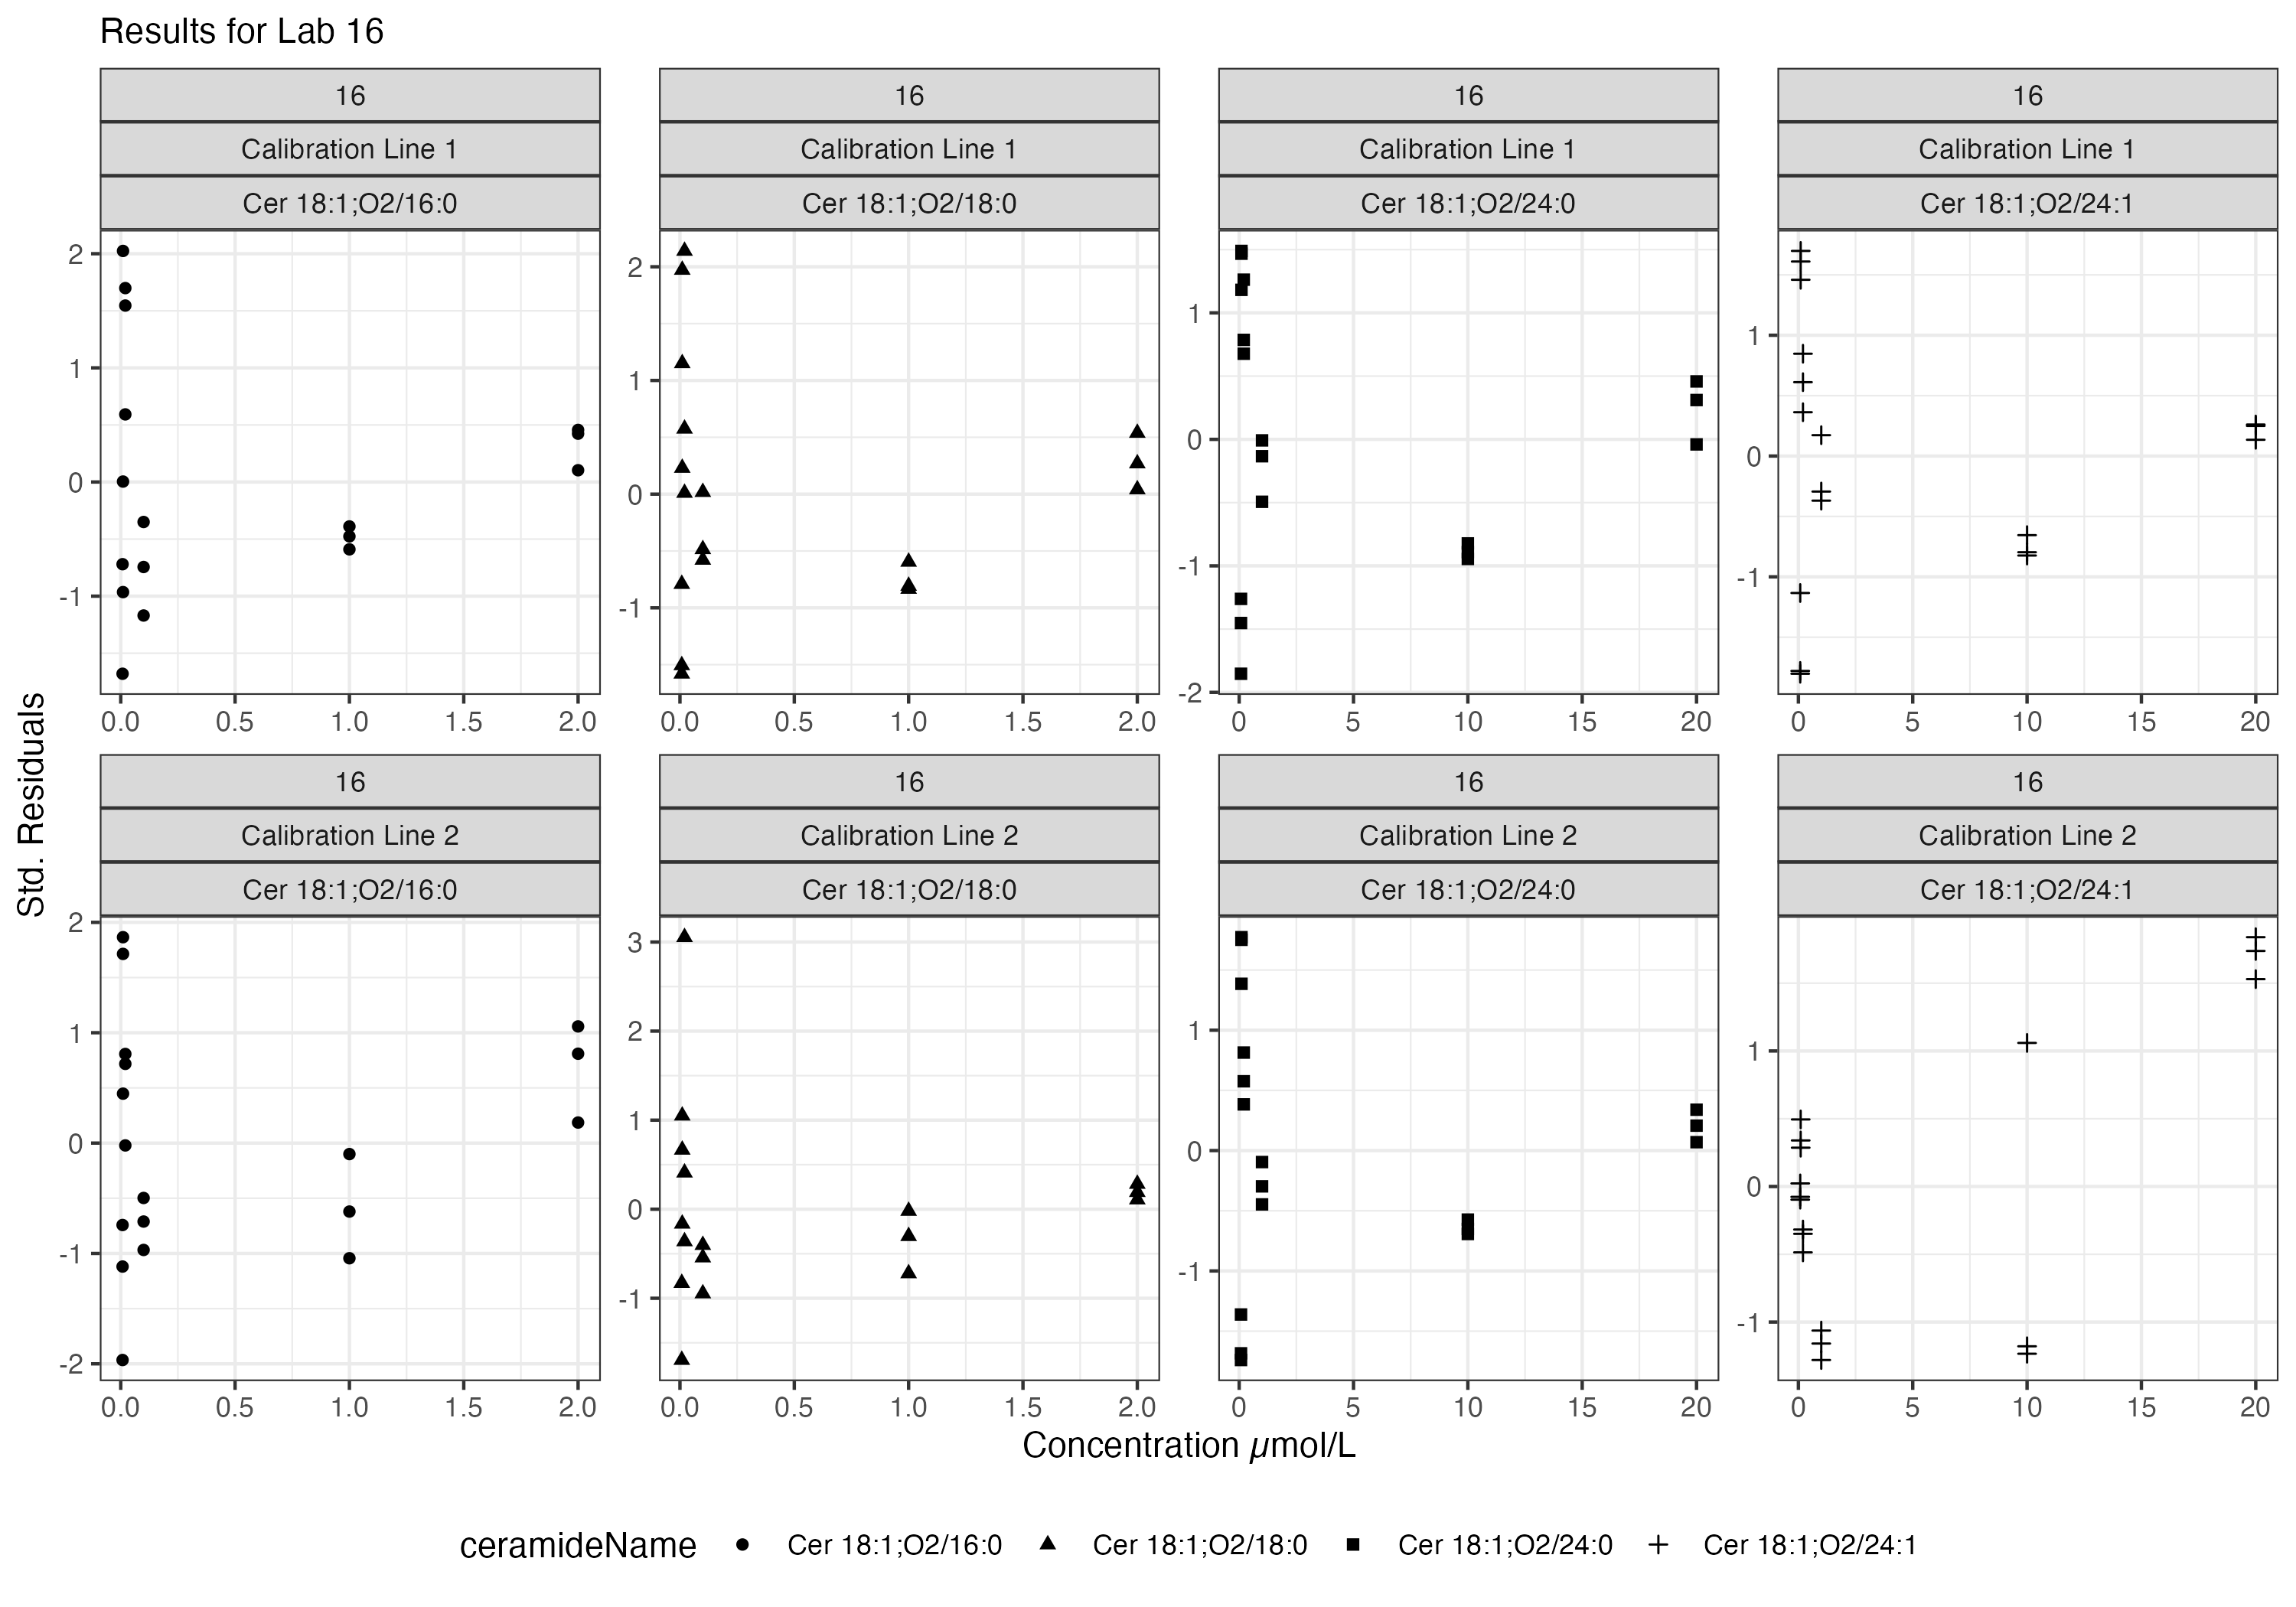 Results for Lab 16
16 16 16 16
Calibration Line 1 Calibration Line 1 Calibration Line 1 Calibration Line 1
Cer 18:1;O2/16:0 Cer 18:1;O2/18:0 Cer 18:1;O2/24:0 Cer 18:1;O2/24:1
2 1 0 -1
2 1 0 -1
1 0 -1 -2
1 0 -1
0.0 0.5 1.0 1.5 2.0 0.0 0.5 1.0 1.5 2.0 0 5 10 15 20 0 5 10 15 20
Std. Residuals
16 16 16 16
Calibration Line 2 Calibration Line 2 Calibration Line 2 Calibration Line 2
Cer 18:1;O2/16:0 Cer 18:1;O2/18:0 Cer 18:1;O2/24:0 Cer 18:1;O2/24:1
2 1 0 -1 -2
3 2 1 0 -1
1 0 -1
1 0 -1
0.0 0.5 1.0 1.5 2.0 0.0 0.5 1.0 1.5 2.0 0 5 10 15 20 0 5 10 15 20
Concentration µmol/L
ceramideName Cer 18:1;O2/16:0 Cer 18:1;O2/18:0 Cer 18:1;O2/24:0 Cer 18:1;O2/24:1